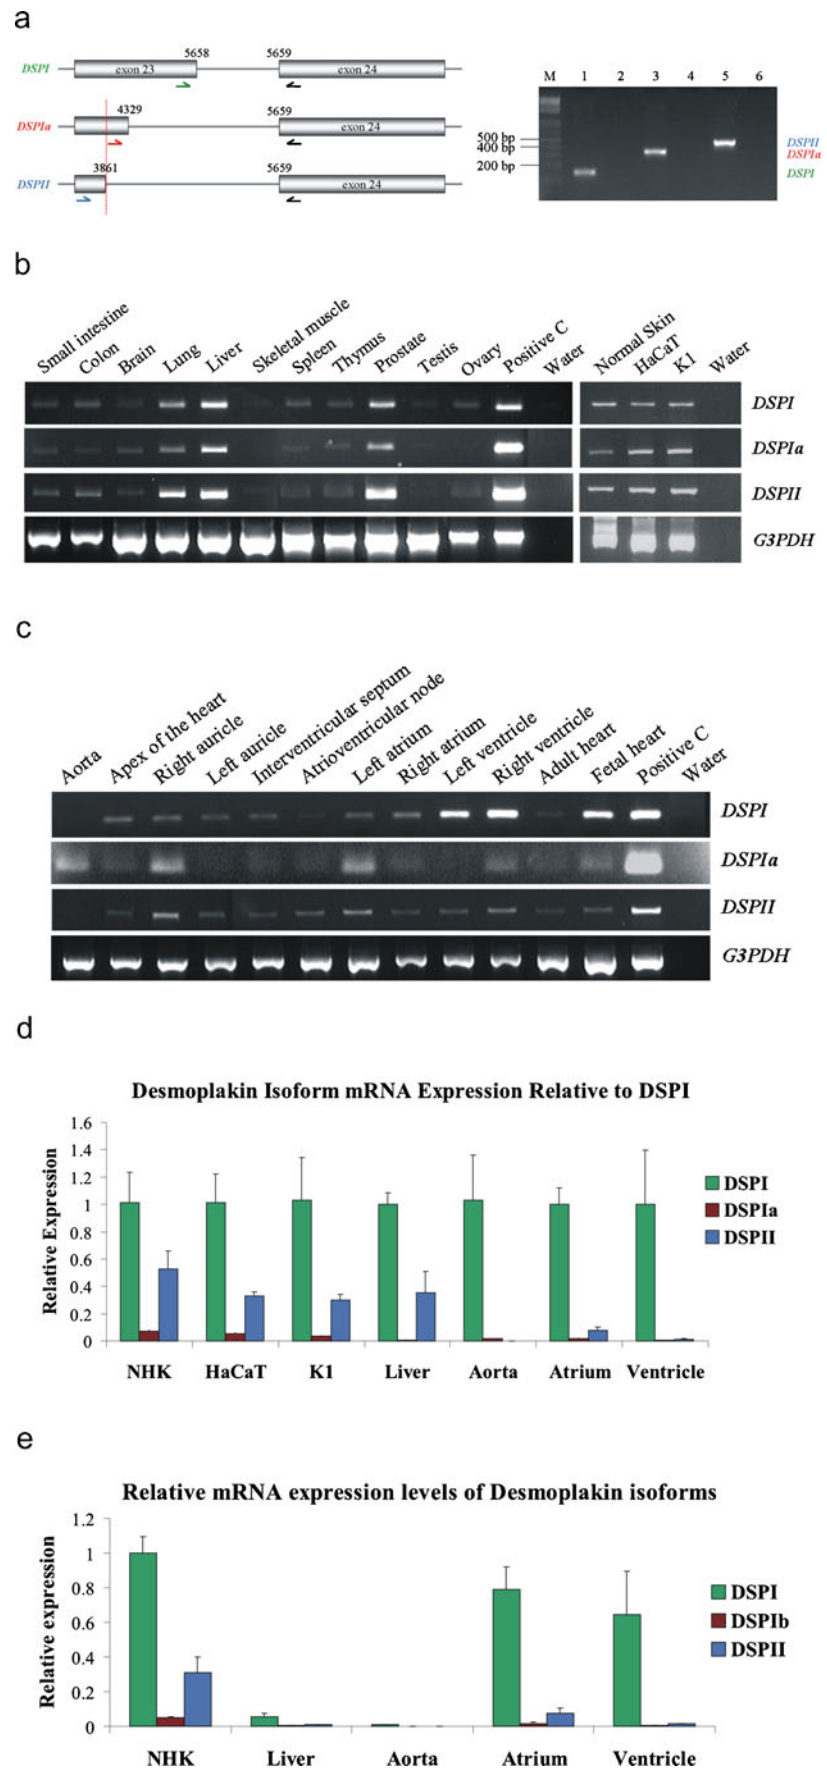 a
5658 5659
DSPI exon 23 exon 24
4329 5659
DSPIa exon 24
3861 5659
DSPII exon 24
M 1 2 3 4 5 6
500 bp
400 bp
200 bp
DSPII
DSPIa
DSPI
b
Small intestine Colon Brain Lung Liver Skeletal muscle Spleen Thymus Prostate Testis Ovary Positive C Water Normal Skin HaCaT K1 Water
DSPI
DSPIa
DSPII
G3PDH
c
Aorta Apex of the heart Right auricle Left auricle Interventricular septum Atrioventricular node Left atrium Right atrium Left ventricle Right ventricle Adult heart Fetal heart Positive C Water
DSPI
DSPIa
DSPII
G3PDH
d
Desmoplakin Isoform mRNA Expression Relative to DSPI
Relative Expression
1.6
1.4
1.2
1
0.8
0.6
0.4
0.2
0
NHK HaCaT K1 Liver Aorta Atrium Ventricle
DSPI
DSPIa
DSPII
e
Relative mRNA expression levels of Desmoplakin isoforms
Relative expression
1.2
1
0.8
0.6
0.4
0.2
0
NHK Liver Aorta Atrium Ventricle
DSPI
DSPIb
DSPII